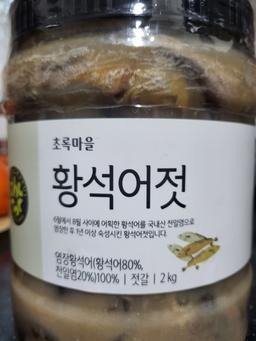 초록마을
황석어젓
6월에서 8월 사이에 어획한 황석어를 국내산 천일염으로
염장한 후 1년 이상 숙성시킨 황석어젓입니다.
염장황석어(황석어80%,
천일염20%)100% | 젓갈 | 2kg